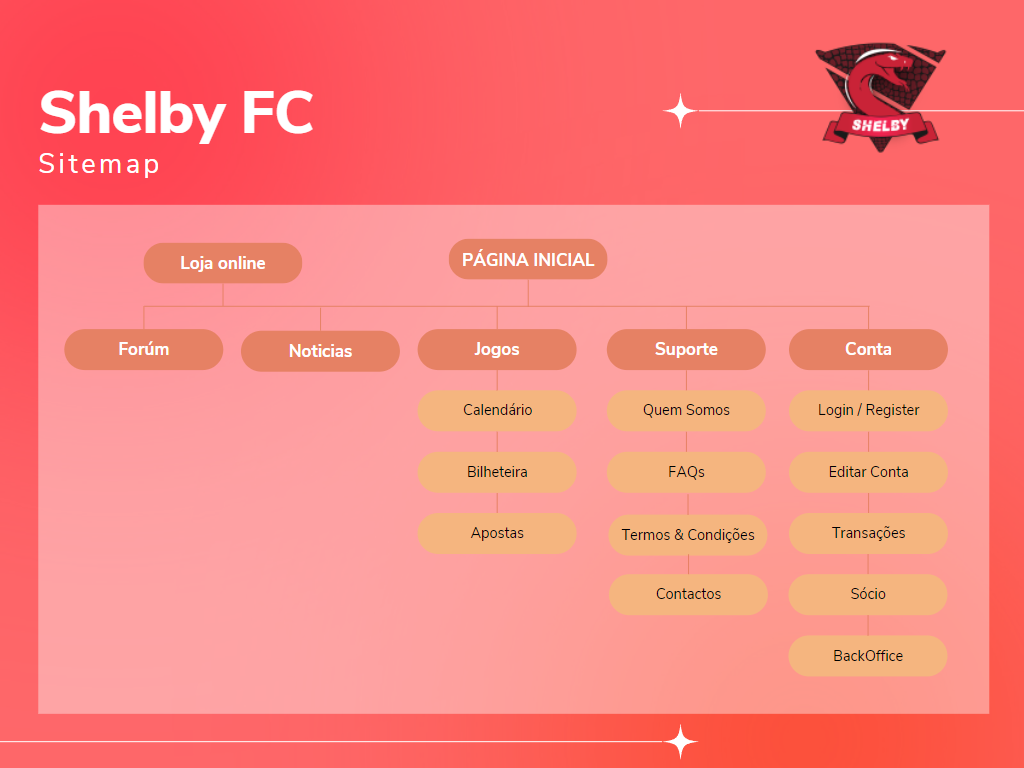 Shelby FC
Sitemap
SHELBY
Loja online
PÁGINA INICIAL
Forúm
Noticias
Jogos
Suporte
Conta
Calendário
Quem Somos
Login / Register
Bilheteira
FAQs
Editar Conta
Apostas
Termos & Condições
Transações
Contactos
Sócio
BackOffice